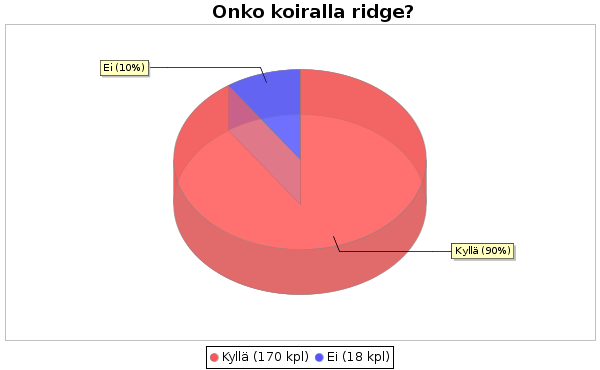 Onko koiralla ridge?
Ei (10%)
Kyllä (90%)
Kyllä (170 kpl) Ei (18 kpl)